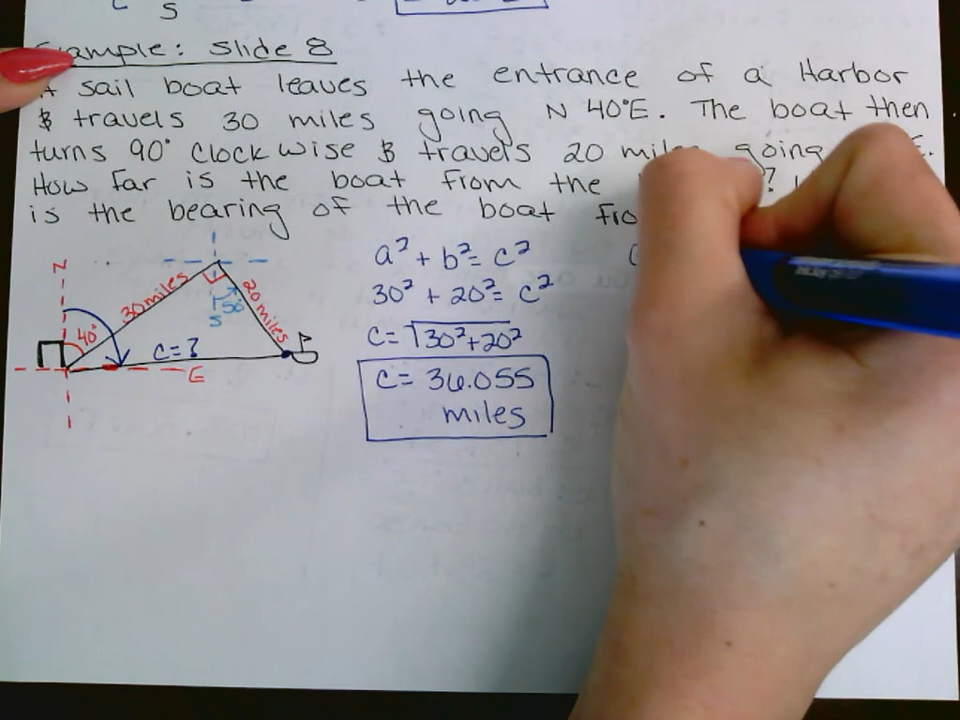 S
Example: Slide 8
A sail boat leaves the entrance of a Harbor
& travels 30 miles going N 40°E. The boat then
turns 90° clockwise & travels 20 miles going E.
How far is the boat from the ?
is the bearing of the boat
a² + b² = c²
30² + 20² = c²
c = √30²+20²
c = 36.055
miles
N
30 miles
20 miles
40°
50°
S
c = ?
E